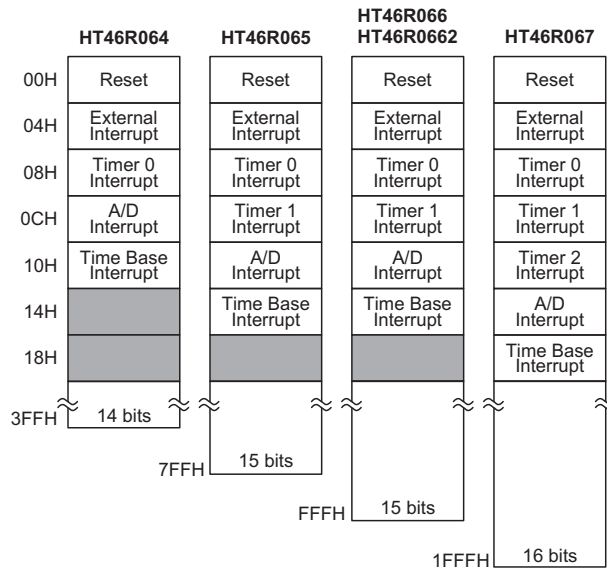 HT46R064
HT46R065
HT46R066
HT46R0662
HT46R067
00H
Reset
Reset
Reset
Reset
04H
External
Interrupt
External
Interrupt
External
Interrupt
External
Interrupt
08H
Timer 0
Interrupt
Timer 0
Interrupt
Timer 0
Interrupt
Timer 0
Interrupt
0CH
A/D
Interrupt
Timer 1
Interrupt
Timer 1
Interrupt
Timer 1
Interrupt
10H
Time Base
Interrupt
A/D
Interrupt
A/D
Interrupt
Timer 2
Interrupt
14H
Time Base
Interrupt
Time Base
Interrupt
A/D
Interrupt
18H
Time Base
Interrupt
3FFH
14 bits
7FFH
15 bits
FFFH
15 bits
1FFFH
16 bits